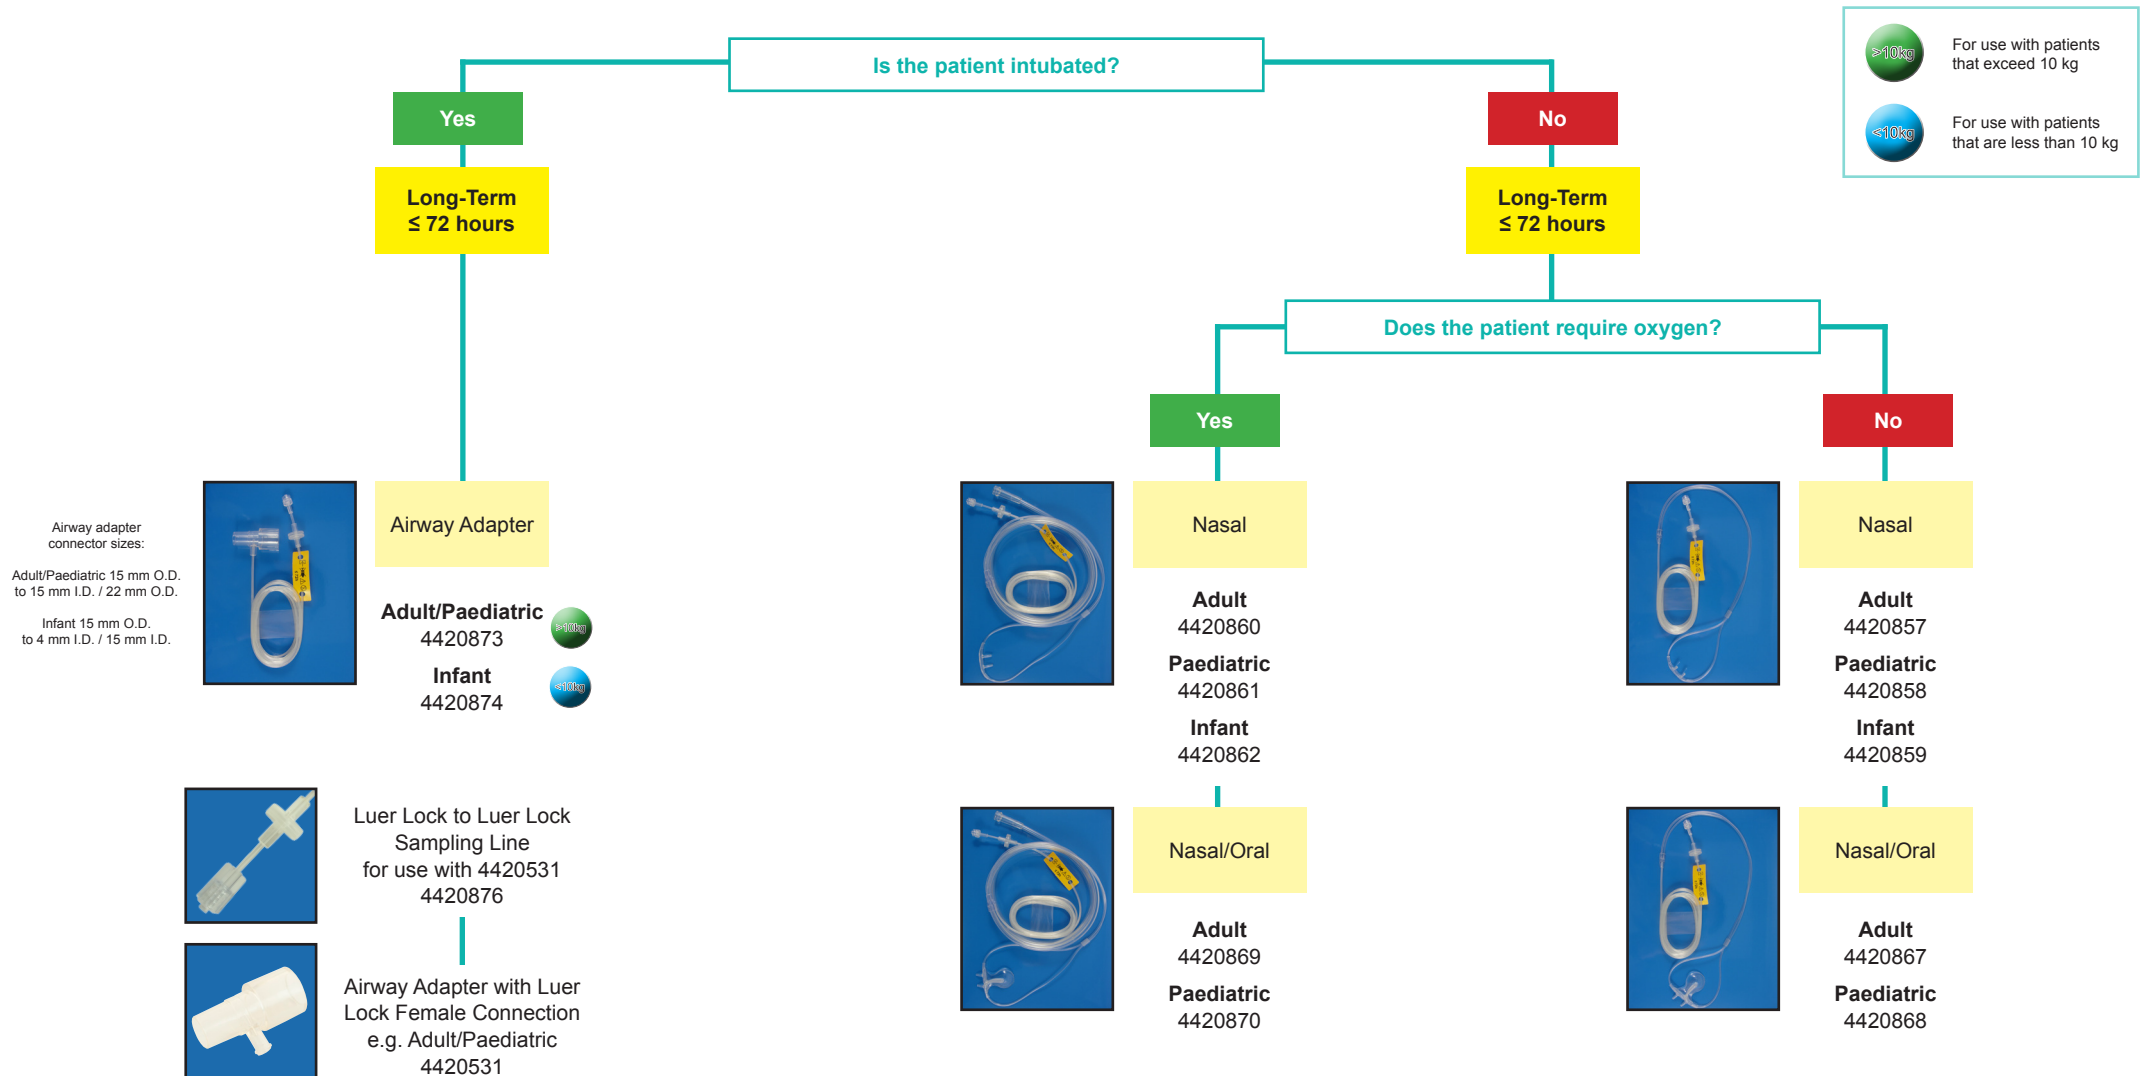 Is the patient intubated?
>10kg
For use with patients
that exceed 10 kg
<10kg
For use with patients
that are less than 10 kg
Yes
No
Long-Term
≤ 72 hours
Long-Term
≤ 72 hours
Does the patient require oxygen?
Yes
No
Airway adapter
connector sizes:
Adult/Paediatric 15 mm O.D.
to 15 mm I.D. / 22 mm O.D.
Infant 15 mm O.D.
to 4 mm I.D. / 15 mm I.D.
Airway Adapter
Adult/Paediatric
4420873
>10kg
Infant
4420874
<10kg
Luer Lock to Luer Lock
Sampling Line
for use with 4420531
4420876
Airway Adapter with Luer
Lock Female Connection
e.g. Adult/Paediatric
4420531
Nasal
Adult
4420860
Paediatric
4420861
Infant
4420862
Nasal/Oral
Adult
4420869
Paediatric
4420870
Nasal
Adult
4420857
Paediatric
4420858
Infant
4420859
Nasal/Oral
Adult
4420867
Paediatric
4420868